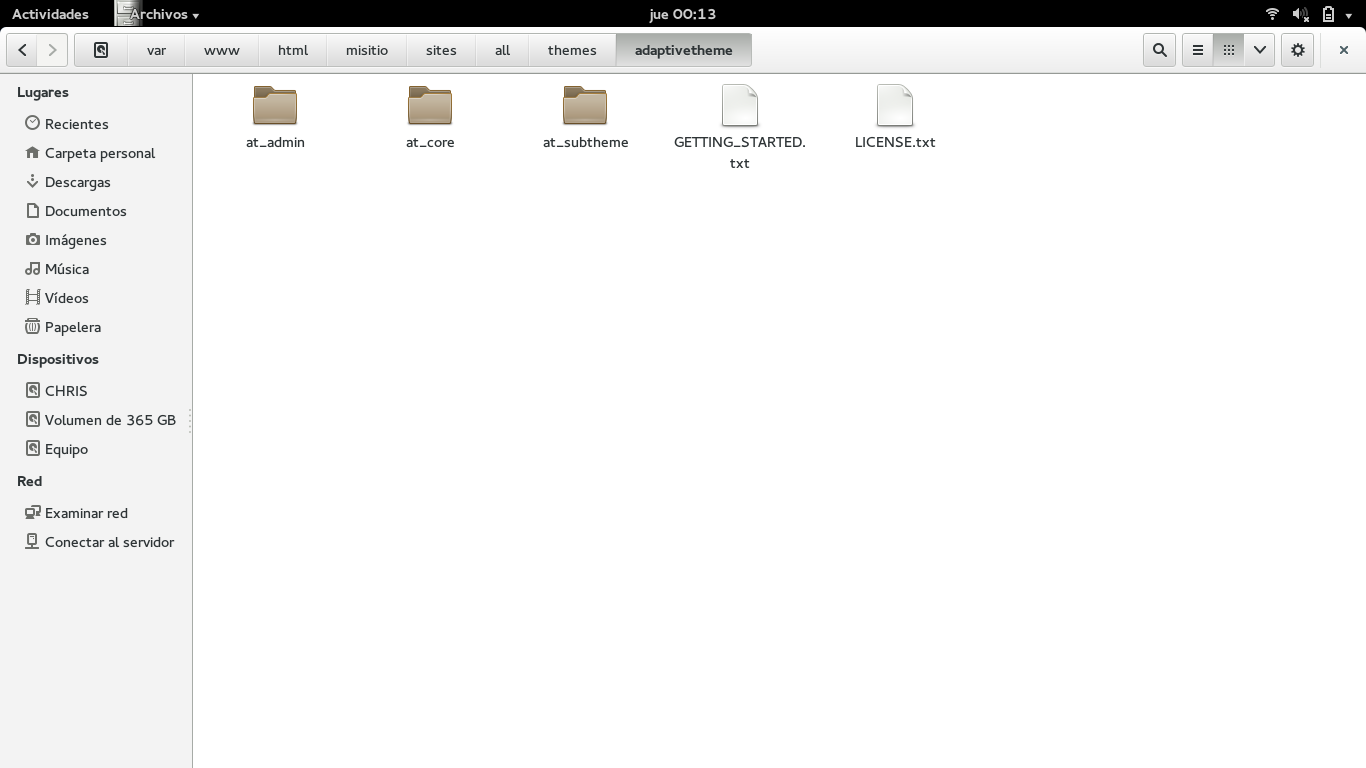 Actividades
Archivos
jue 00:13
var
www
html
misitio
sites
all
themes
adaptivetheme
Lugares
Recientes
Carpeta personal
Descargas
Documentos
Imágenes
Música
Vídeos
Papelera
Dispositivos
CHRIS
Volumen de 365 GB
Equipo
Red
Examinar red
Conectar al servidor
at_admin
at_core
at_subtheme
GETTING_STARTED.
txt
LICENSE.txt